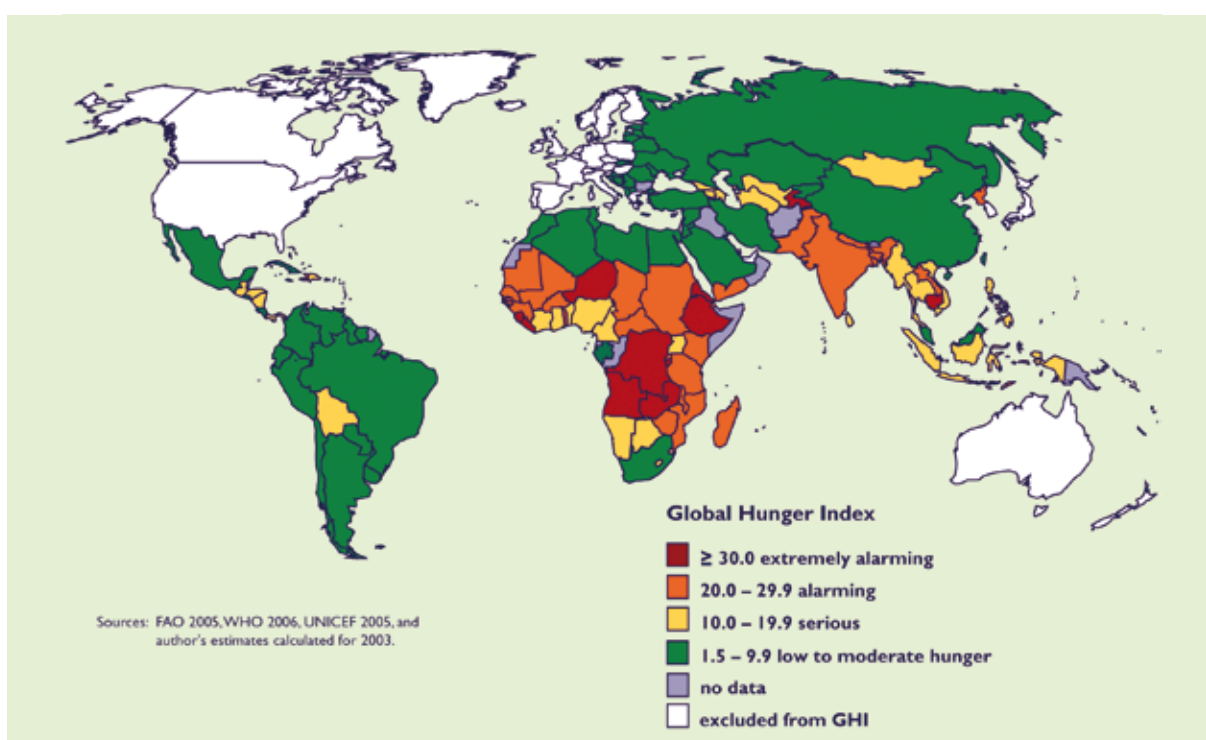 Global Hunger Index
≥ 30.0 extremely alarming
20.0 – 29.9 alarming
10.0 – 19.9 serious
1.5 – 9.9 low to moderate hunger
no data
excluded from GHI
Sources: FAO 2005, WHO 2006, UNICEF 2005, and
author's estimates calculated for 2003.